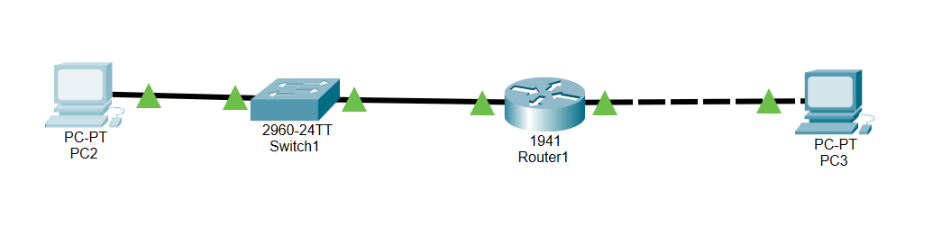 PC-PT
PC2
2960-24TT
Switch1
1941
Router1
PC-PT
PC3